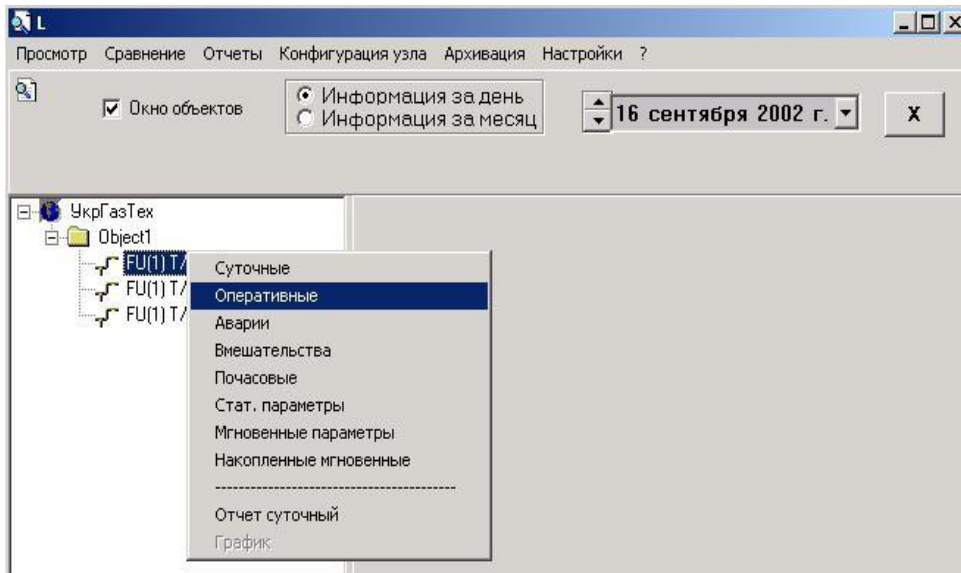 L
Просмотр Сравнение Отчеты Конфигурация узла Архивация Настройки ?
Окно объектов
Информация за день
Информация за месяц
16 сентября 2002 г.
X
УкрГазТех
Object1
FU(1) T/
FU(1) T/
FU(1) T/
Суточные
Оперативные
Аварии
Вмешательства
Почасовые
Стат. параметры
Мгновенные параметры
Накопленные мгновенные
----------------------------------------
Отчет суточный
График